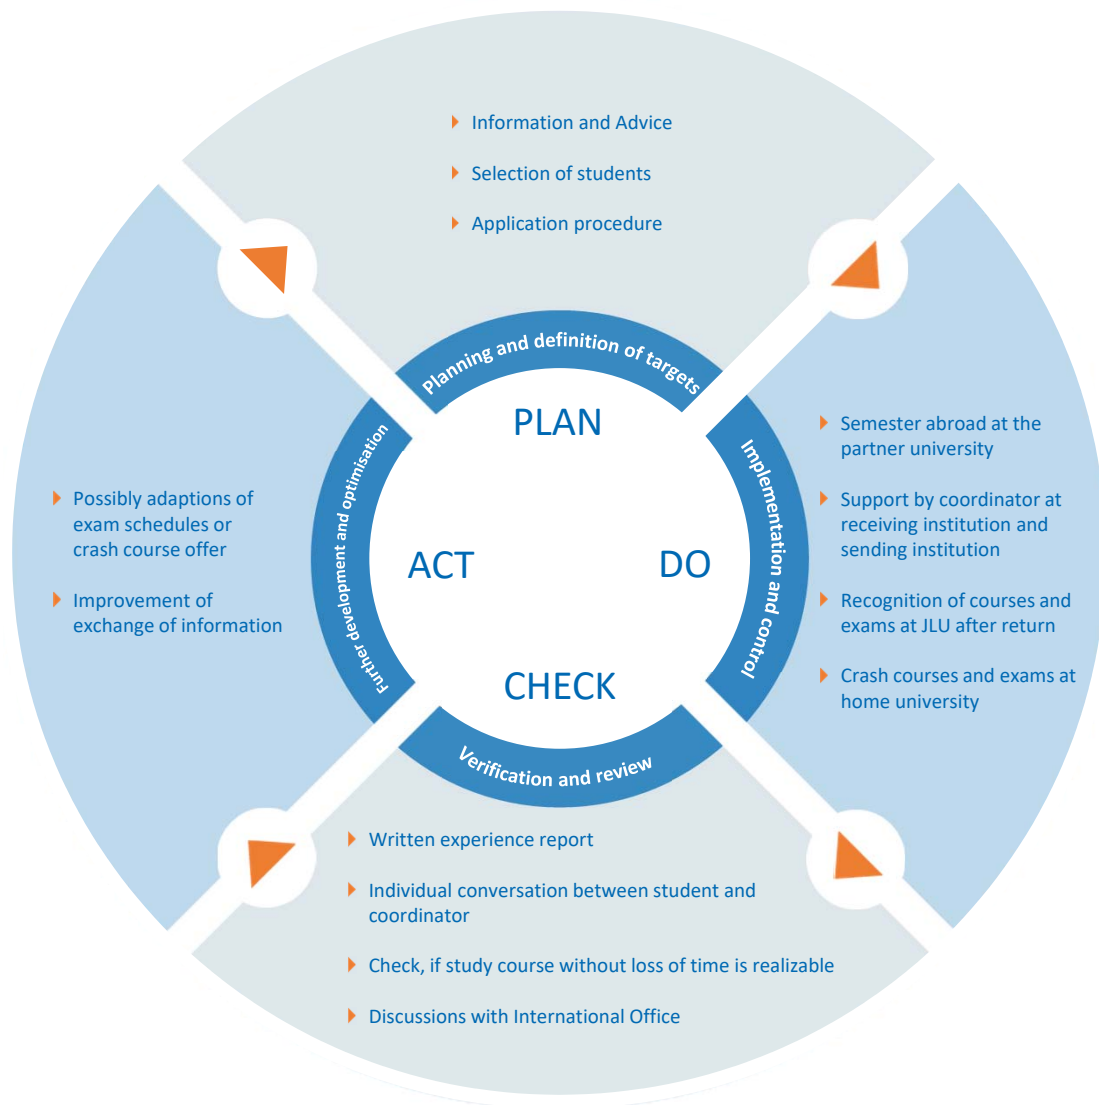 Information and Advice
Selection of students
Application procedure
Planning and definition of targets
PLAN
Implementation and control
DO
Semester abroad at the
partner university
Support by coordinator at
receiving institution and
sending institution
Recognition of courses and
exams at JLU after return
Crash courses and exams at
home university
CHECK
Verification and review
Written experience report
Individual conversation between student and
coordinator
Check, if study course without loss of time is realizable
Discussions with International Office
ACT
Further development and optimisation
Possibly adaptions of
exam schedules or
crash course offer
Improvement of
exchange of information